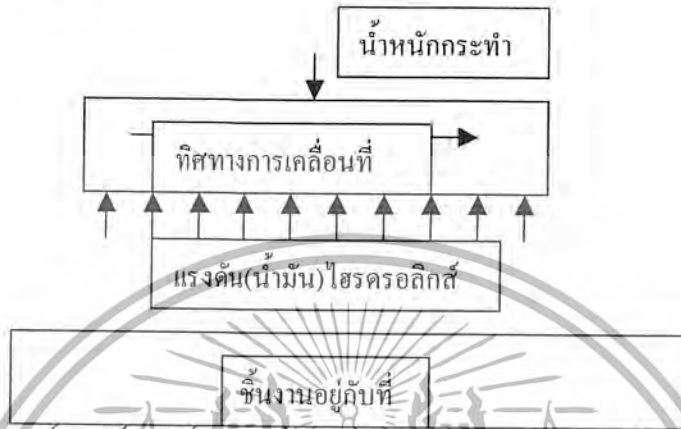 น้ำหนักกระทำ
ทิศทางการเคลื่อนที่
แรงดัน(น้ำมัน)ไฮรดรอลิกส์
ชิ้นงานอยู่กับที่